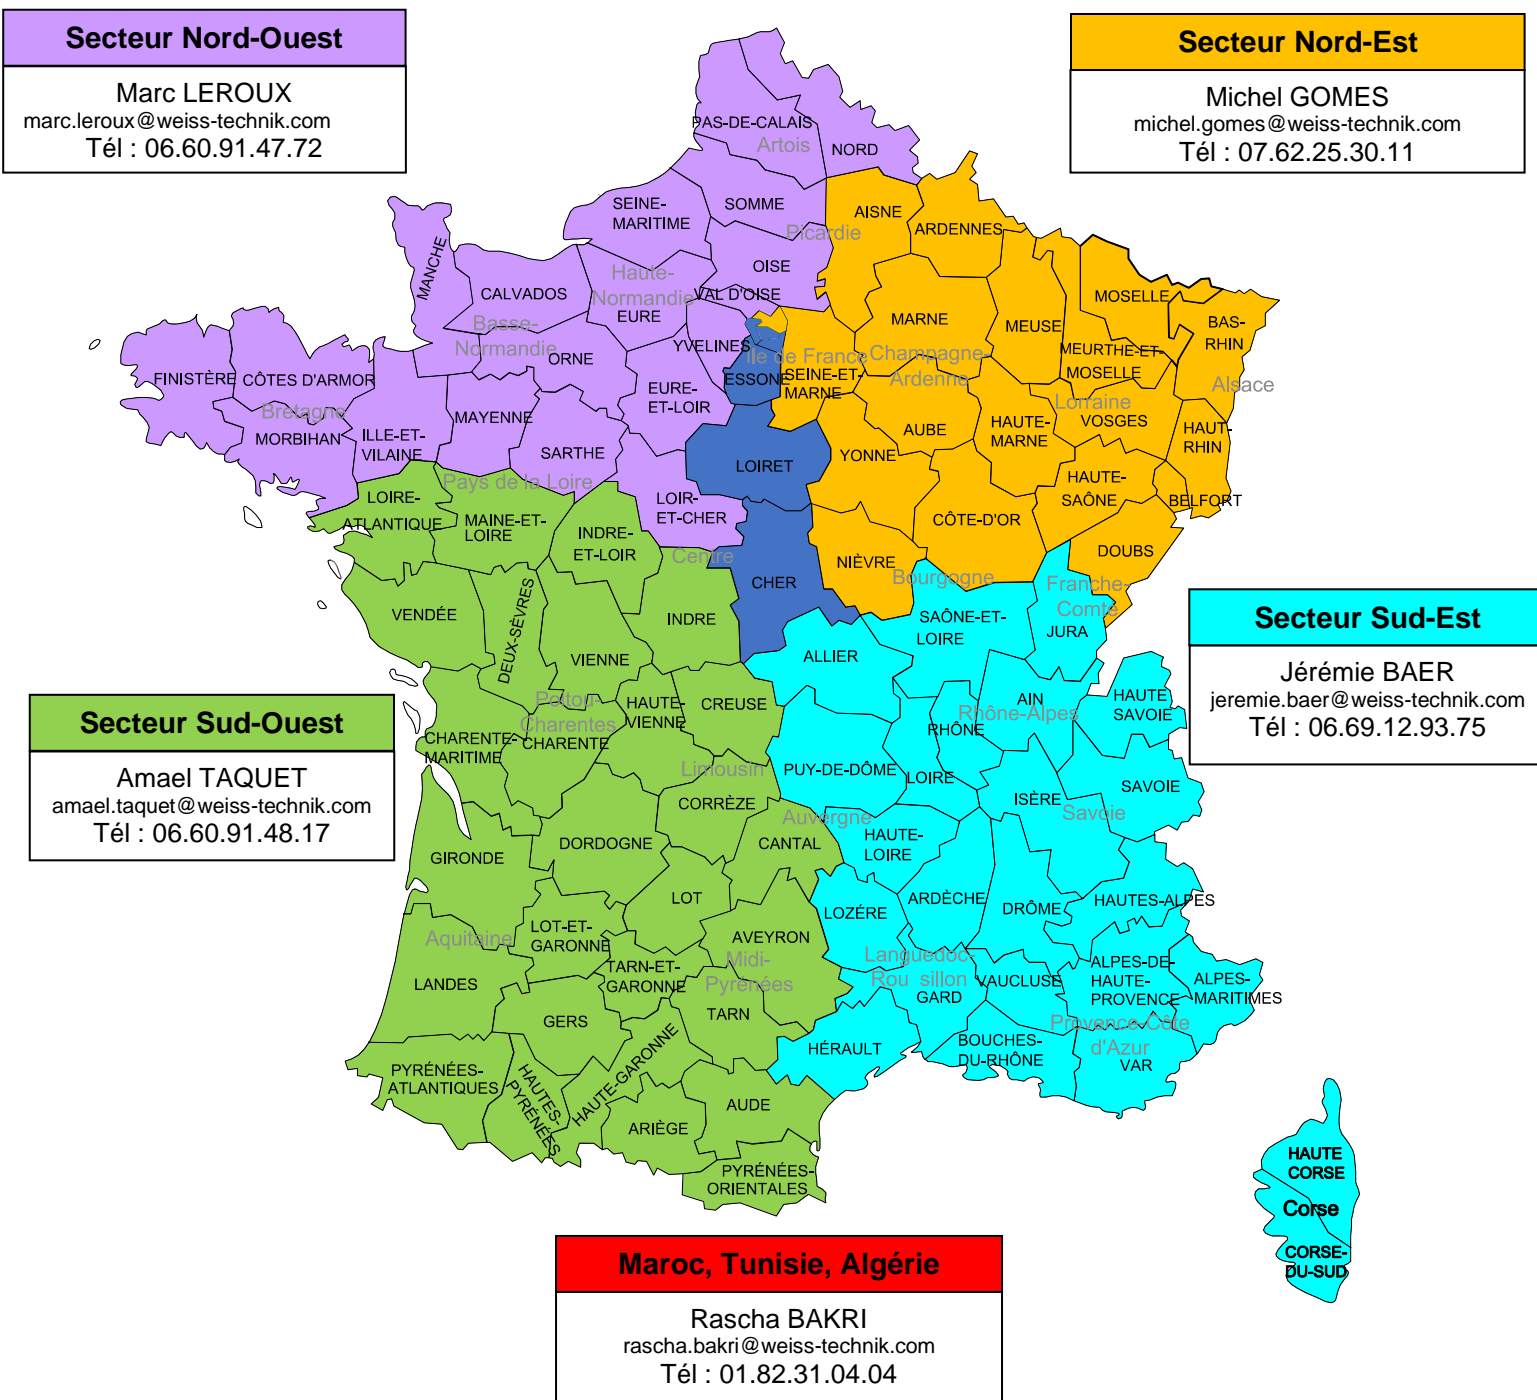 Secteur Nord-Ouest
Marc LEROUX
marc.leroux@weiss-technik.com
Tél : 06.60.91.47.72
Secteur Nord-Est
Michel GOMES
michel.gomes@weiss-technik.com
Tél : 07.62.25.30.11
PAS-DE-CALAIS
Artois
NORD
SEINE-
MARITIME
SOMME
Picardie
AISNE
ARDENNES
MANCHE
CALVADOS
Haute-
Normandie
EURE
OISE
VAL D'OISE
MARNE
MEUSE
MOSELLE
BAS-
RHIN
Basse-
Normandie
ORNE
YVELINES
Ile de France
ESSONE
SEINE-ET-
MARNE
Champagne-
Ardenne
MEURTHE-ET-
MOSELLE
Alsace
FINISTÈRE
CÔTES D'ARMOR
Bretagne
MORBIHAN
ILLE-ET-
VILAINE
MAYENNE
SARTHE
EURE-
ET-LOIR
LOIRET
YONNE
AUBE
HAUTE-
MARNE
Lorraine
VOSGES
HAUT-
RHIN
Pays de la Loire
LOIRE-
ATLANTIQUE
MAINE-ET-
LOIRE
INDRE-
ET-LOIR
LOIR-
ET-CHER
Centre
CHER
NIÈVRE
CÔTE-D'OR
HAUTE-
SAÔNE
BELFORT
DOUBS
Bourgogne
Franche-
Comté
JURA
VENDÉE
DEUX-SÈVRES
VIENNE
INDRE
ALLIER
SAÔNE-ET-
LOIRE
Secteur Sud-Est
Jérémie BAER
jeremie.baer@weiss-technik.com
Tél : 06.69.12.93.75
Secteur Sud-Ouest
Amael TAQUET
amael.taquet@weiss-technik.com
Tél : 06.60.91.48.17
Poitou-
Charentes
CHARENTE-
MARITIME
CHARENTE
HAUTE-
VIENNE
CREUSE
Limousin
CORRÈZE
PUY-DE-DÔME
Auvergne
LOIRE
RHÔNE
AIN
Rhône-Alpes
HAUTE
SAVOIE
SAVOIE
ISÈRE
Savoie
GIRONDE
DORDOGNE
CANTAL
HAUTE-
LOIRE
LOT
LOZÉRE
ARDÈCHE
DRÔME
HAUTES-ALPES
Aquitaine
LOT-ET-
GARONNE
AVEYRON
Midi-
Pyrénées
TARN-ET-
GARONNE
Languedoc-
Rou sillon
GARD
VAUCLUSE
ALPES-DE-
HAUTE-
PROVENCE
ALPES-
MARITIMES
LANDES
GERS
TARN
HÉRAULT
BOUCHES-
DU-RHÔNE
Provence-Côte
d'Azur
VAR
PYRÉNÉES-
ATLANTIQUES
HAUTES-
PYRÉNÉES
HAUTE-GARONNE
ARIÈGE
AUDE
PYRÉNÉES-
ORIENTALES
HAUTE
CORSE
Corse
CORSE-
DU-SUD
Maroc, Tunisie, Algérie
Rascha BAKRI
rascha.bakri@weiss-technik.com
Tél : 01.82.31.04.04